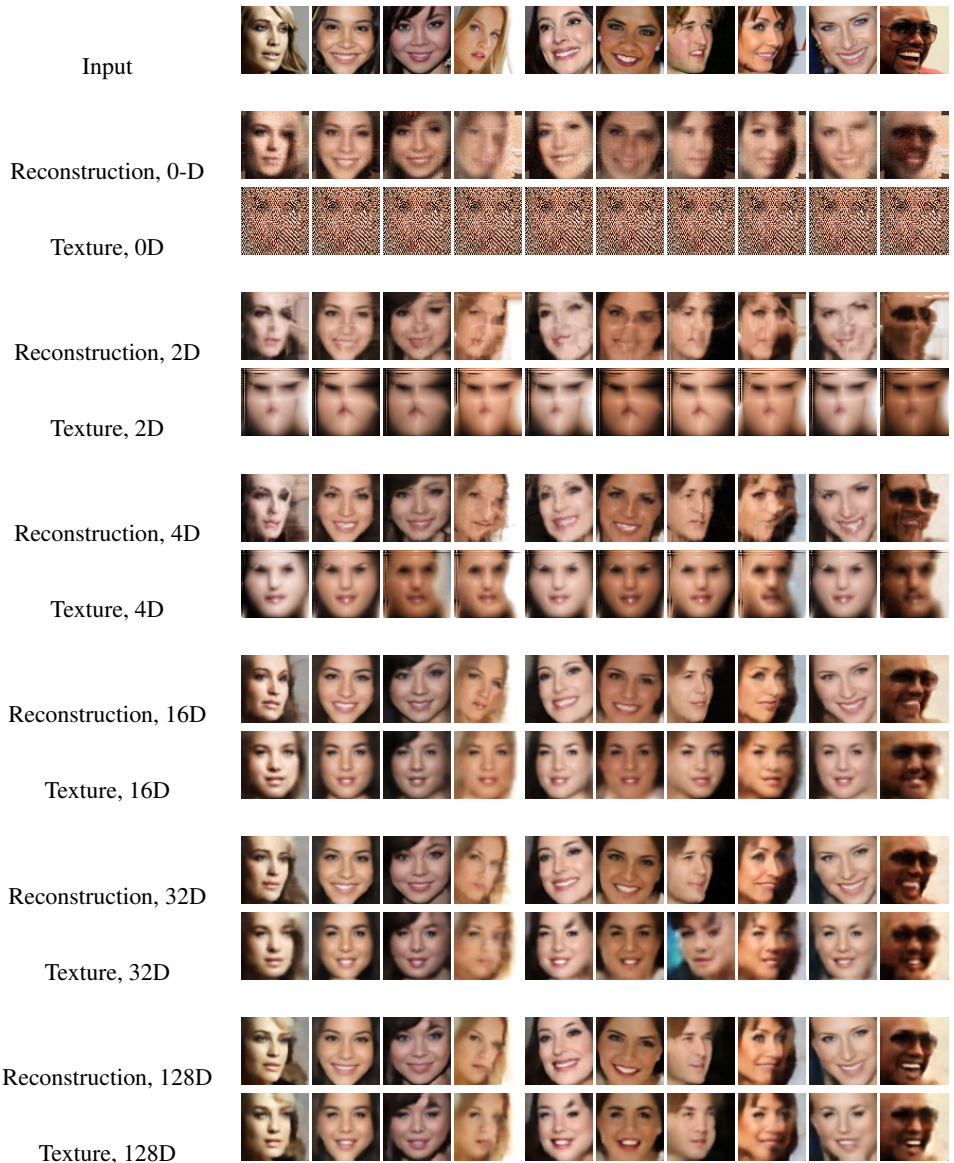 Input
Reconstruction, 0-D
Texture, 0D
Reconstruction, 2D
Texture, 2D
Reconstruction, 4D
Texture, 4D
Reconstruction, 16D
Texture, 16D
Reconstruction, 32D
Texture, 32D
Reconstruction, 128D
Texture, 128D